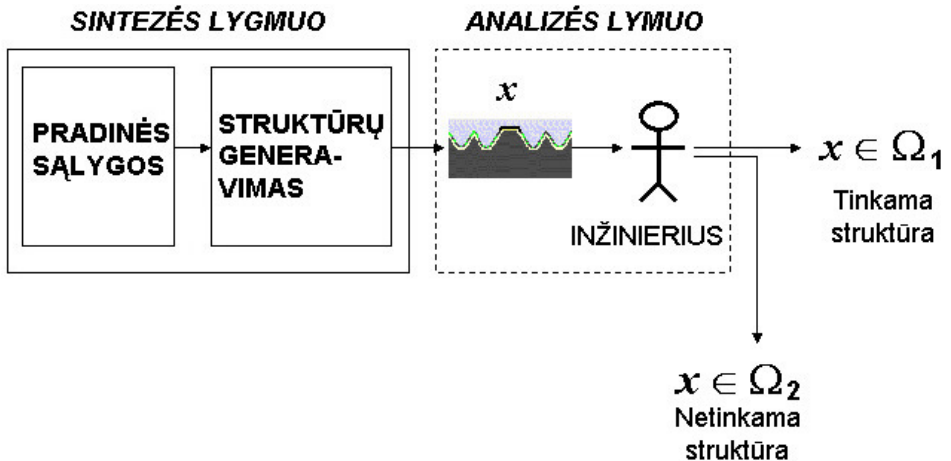 SINTEZĖS LYGMUO
ANALIZĖS LYMUO
PRADINĖS
SĄLYGOS
STRUKTŪRŲ
GENERA-
VIMAS
x
INŽINIERIUS
x ∈ Ω₁
Tinkama
struktūra
x ∈ Ω₂
Netinkama
struktūra